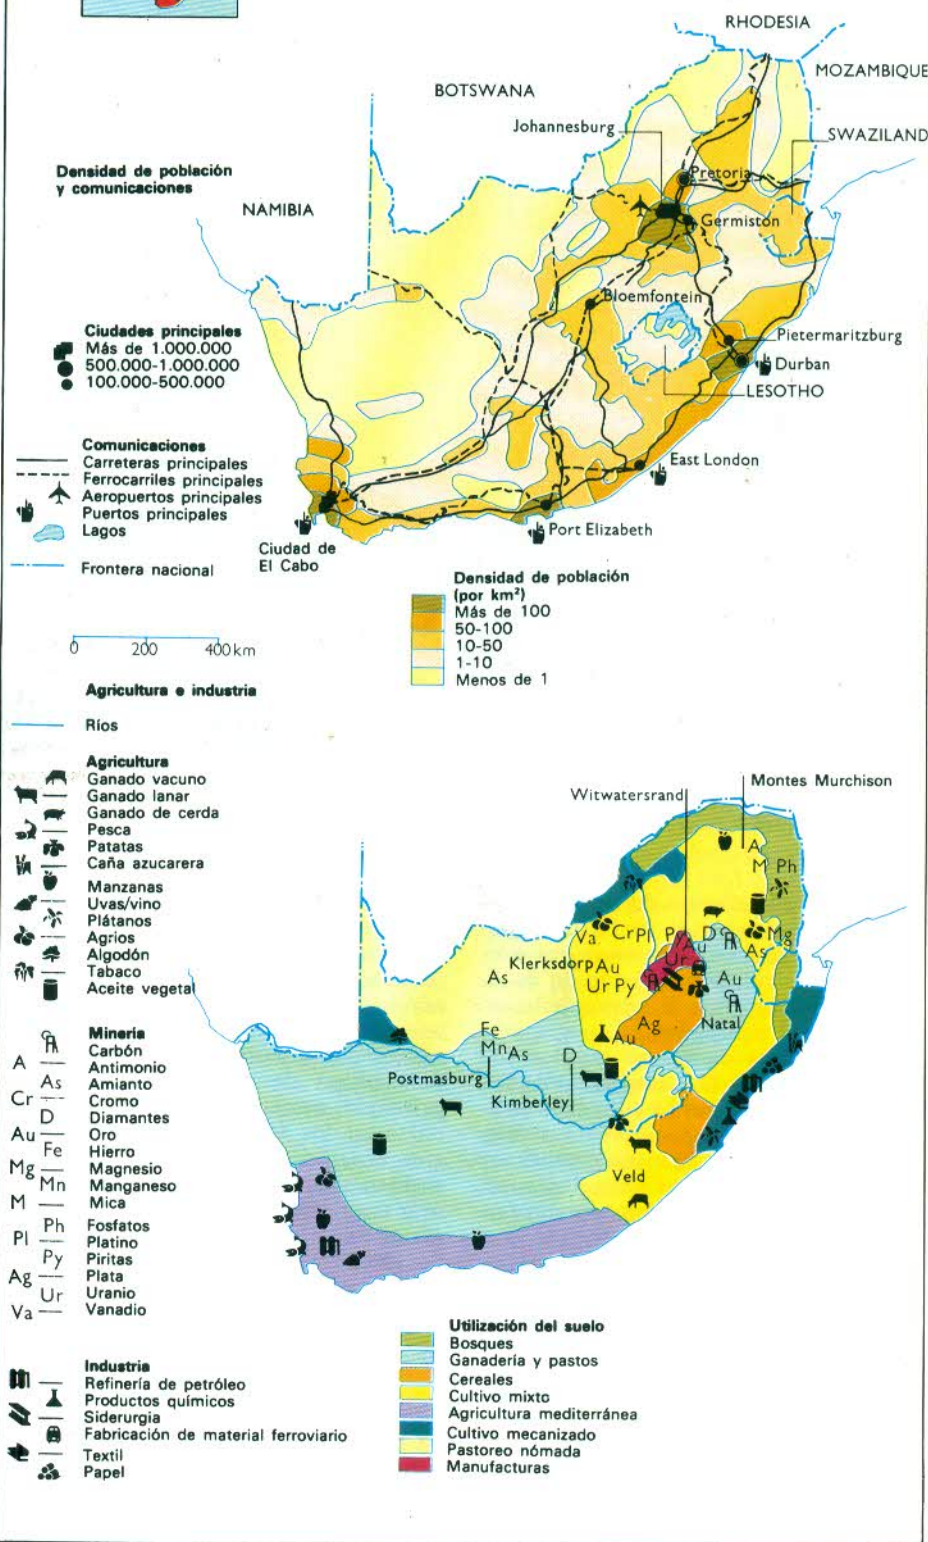 RHODESIA
MOZAMBIQUE
BOTSWANA
Johannesburg
SWAZILAND
Densidad de población
y comunicaciones
Pretoria
NAMIBIA
Germiston
Bloemfontein
Ciudades principales
Más de 1.000.000
500.000-1.000.000
100.000-500.000
Pietermaritzburg
Durban
LESOTHO
Comunicaciones
Carreteras principales
Ferrocarriles principales
Aeropuertos principales
Puertos principales
Lagos
Frontera nacional
East London
Port Elizabeth
Ciudad de
El Cabo
Densidad de población
(por km²)
Más de 100
50-100
10-50
1-10
Menos de 1
0 200 400 km
Agricultura e industria
Ríos
Agricultura
Ganado vacuno
Ganado lanar
Ganado de cerda
Pesca
Patatas
Caña azucarera
Manzanas
Uvas/vino
Plátanos
Agrios
Algodón
Tabaco
Aceite vegetal
Minería
Carbón
A Antimonio
As Amianto
Cr Cromo
D Diamantes
Au Oro
Fe Hierro
Mg Magnesio
Mn Manganeso
M Mica
Ph Fosfatos
Pl Platino
Py Piritas
Ag Plata
Ur Uranio
Va Vanadio
Industria
Refinería de petróleo
Productos químicos
Siderurgia
Fabricación de material ferroviario
Textil
Papel
Montes Murchison
Witwatersrand
A
M Ph
Va Cr Pl D Mg
Au As
Klerksdorp Au Ur
As
Ur Py Au
Ag Natal
Fe Au
Mn As D
Postmasburg
Kimberley
Veld
Utilización del suelo
Bosques
Ganadería y pastos
Cereales
Cultivo mixto
Agricultura mediterránea
Cultivo mecanizado
Pastoreo nómada
Manufacturas